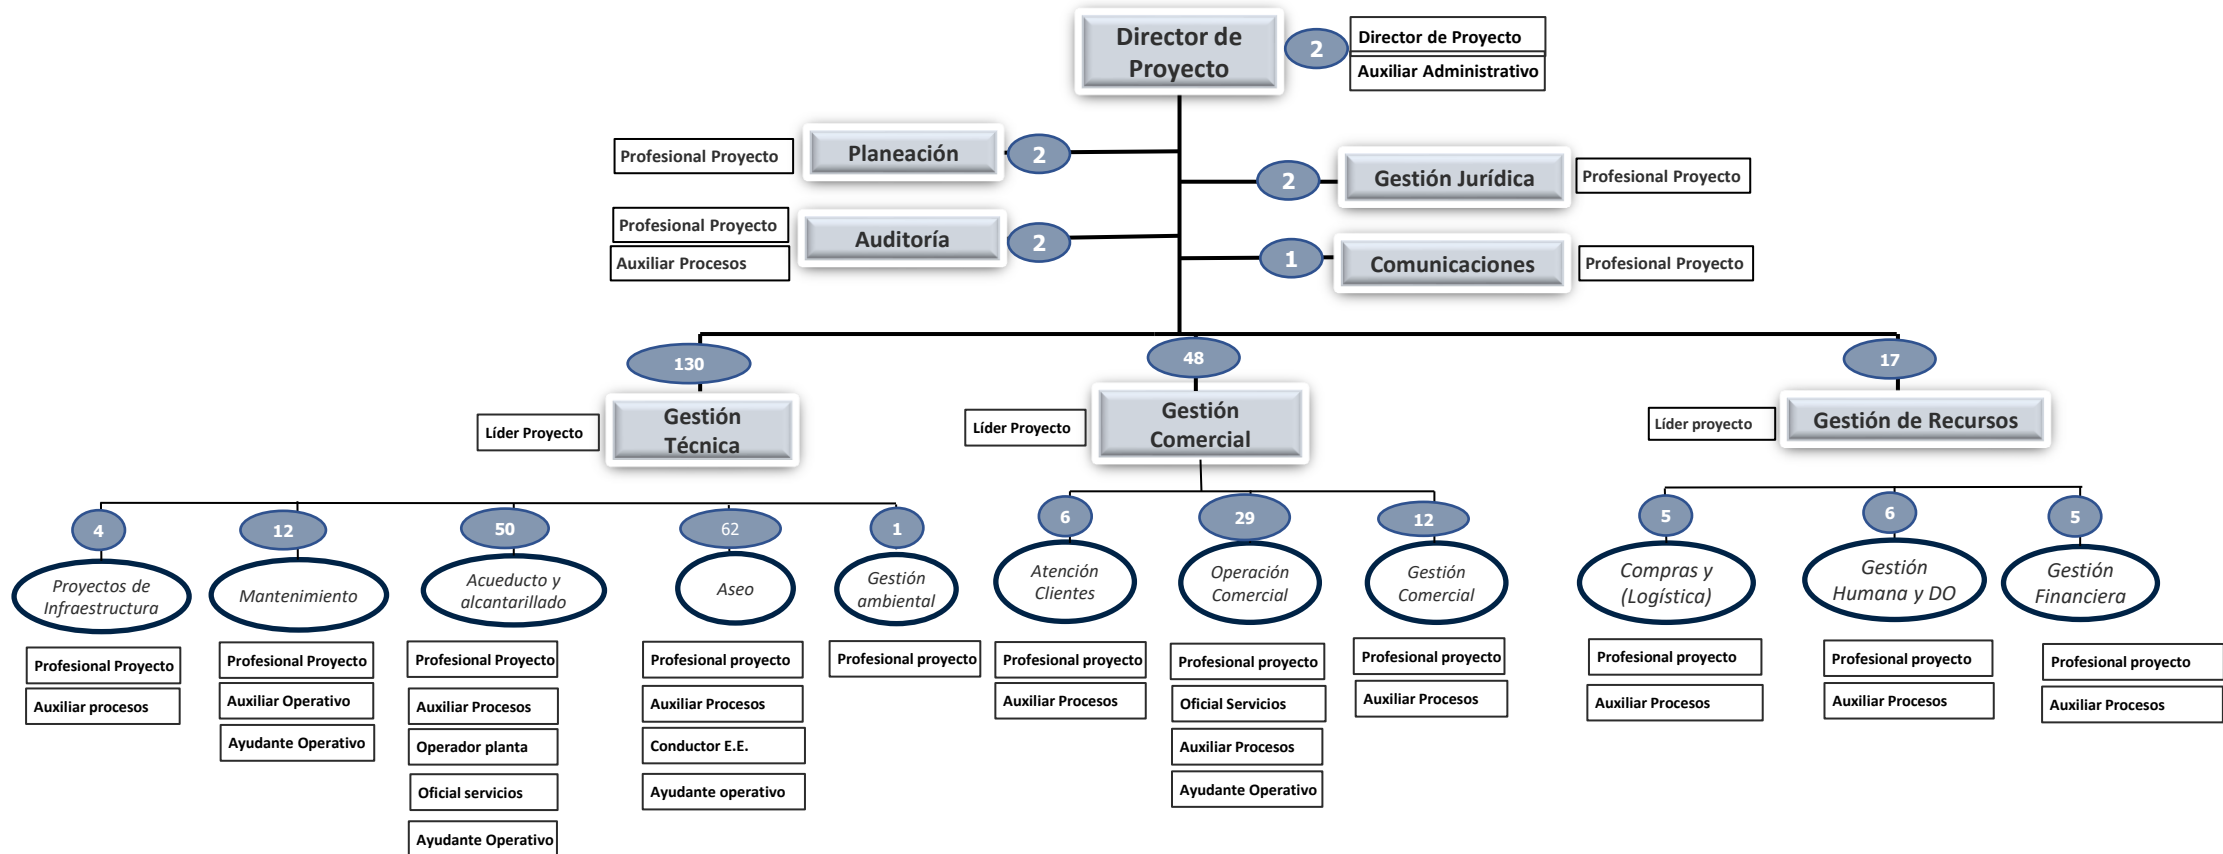 Director de
Proyecto
2
Director de Proyecto
Auxiliar Administrativo
Profesional Proyecto
Planeación
2
2
Gestión Jurídica
Profesional Proyecto
Profesional Proyecto
Auxiliar Procesos
Auditoría
2
1
Comunicaciones
Profesional Proyecto
130
48
17
Líder Proyecto
Gestión
Técnica
Líder Proyecto
Gestión
Comercial
Líder proyecto
Gestión de Recursos
4
12
50
62
1
6
29
12
5
6
5
Proyectos de
Infraestructura
Mantenimiento
Acueducto y
alcantarillado
Aseo
Gestión
ambiental
Atención
Clientes
Operación
Comercial
Gestión
Comercial
Compras y
(Logística)
Gestión
Humana y DO
Gestión
Financiera
Profesional Proyecto
Auxiliar procesos
Profesional Proyecto
Auxiliar Operativo
Ayudante Operativo
Profesional Proyecto
Auxiliar Procesos
Operador planta
Oficial servicios
Ayudante Operativo
Profesional proyecto
Auxiliar Procesos
Conductor E.E.
Ayudante operativo
Profesional proyecto
Profesional proyecto
Auxiliar Procesos
Profesional proyecto
Oficial Servicios
Auxiliar Procesos
Ayudante Operativo
Profesional proyecto
Auxiliar Procesos
Profesional proyecto
Auxiliar Procesos
Profesional proyecto
Auxiliar Procesos
Profesional proyecto
Auxiliar Procesos